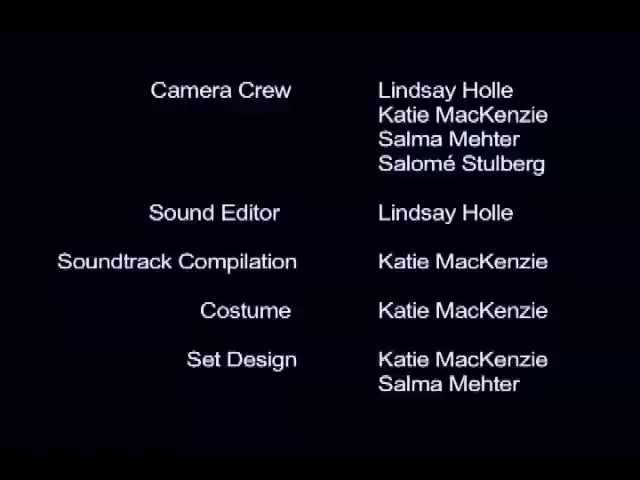 Camera Crew Lindsay Holle
Katie MacKenzie
Salma Mehter
Salomé Stulberg
Sound Editor Lindsay Holle
Soundtrack Compilation Katie MacKenzie
Costume Katie MacKenzie
Set Design Katie MacKenzie
Salma Mehter